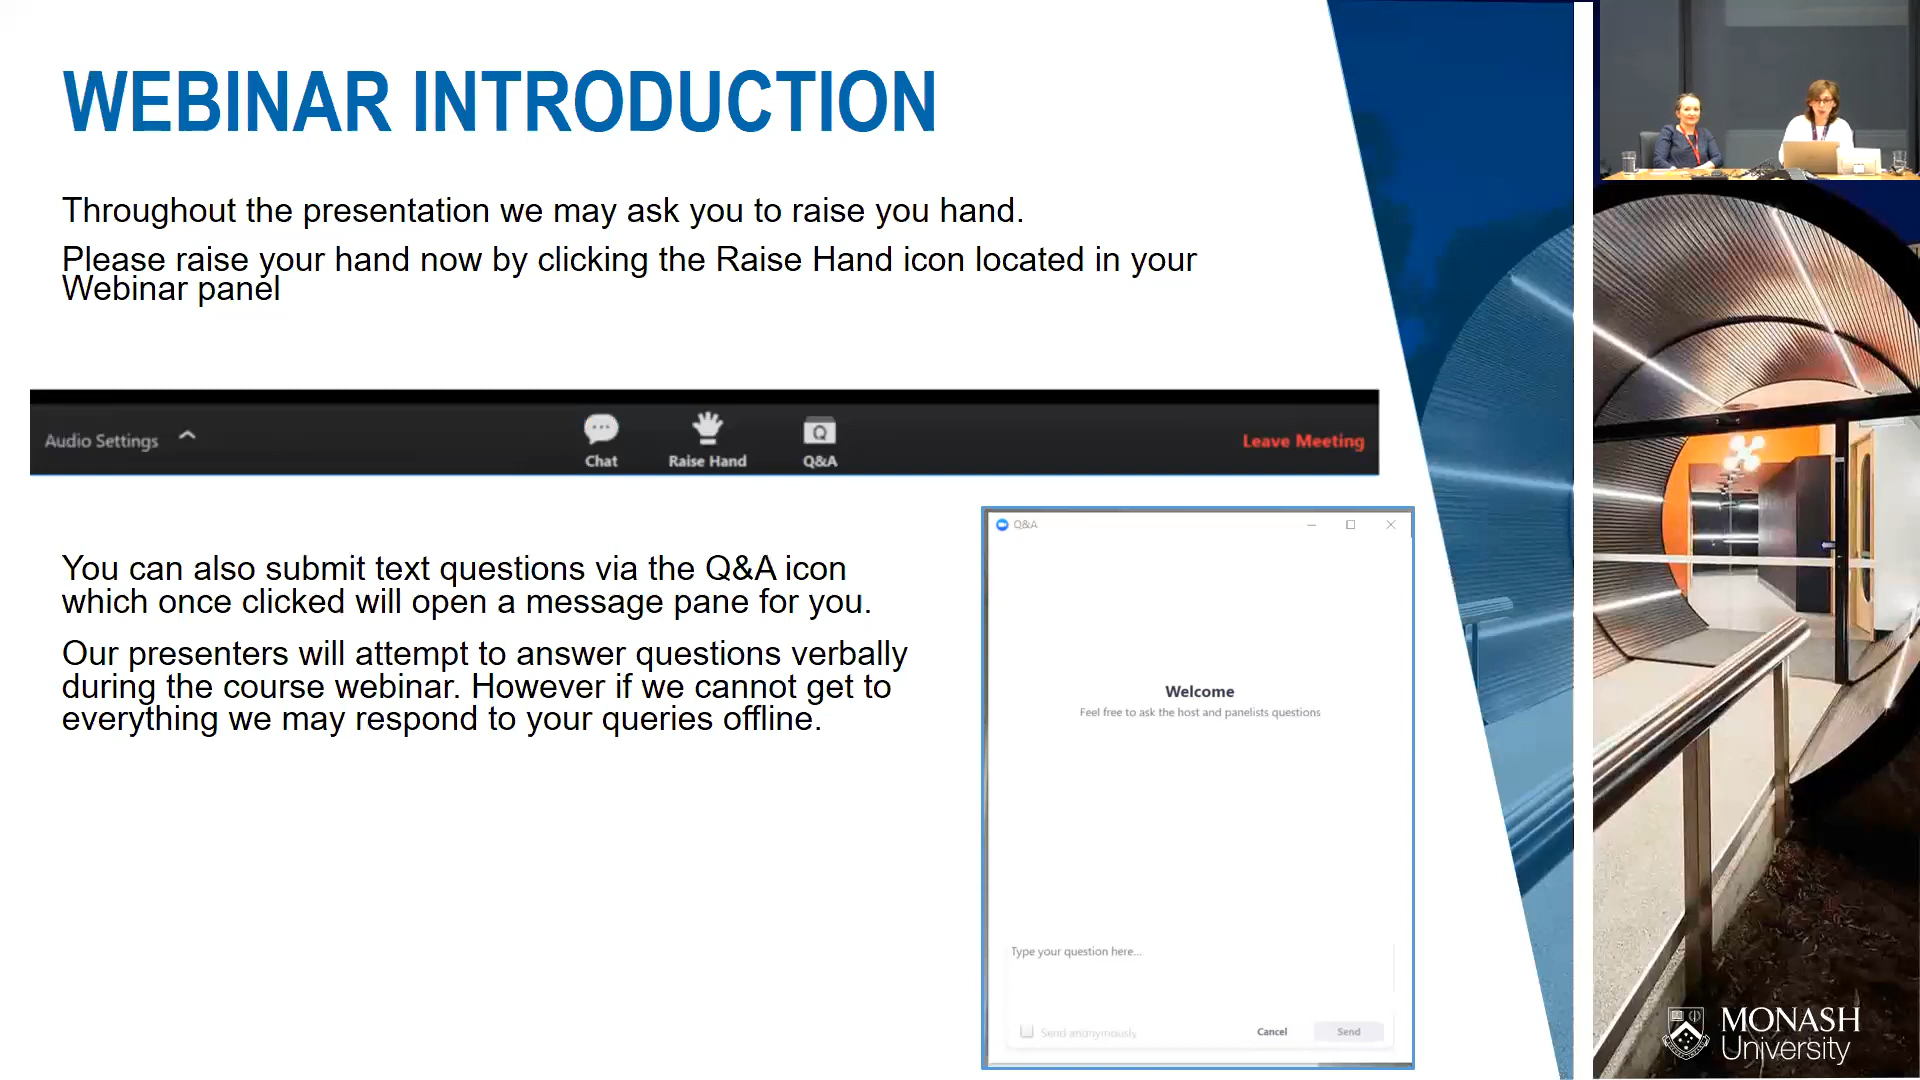 WEBINAR INTRODUCTION
Throughout the presentation we may ask you to raise you hand.
Please raise your hand now by clicking the Raise Hand icon located in your
Webinar panel
Audio Settings
Chat
Raise Hand
Q
Q&A
Leave Meeting
You can also submit text questions via the Q&A icon
which once clicked will open a message pane for you.
Our presenters will attempt to answer questions verbally
during the course webinar. However if we cannot get to
everything we may respond to your queries offline.
Q&A
Welcome
Feel free to ask the host and panelists questions
Type your question here...
Send anonymously
Cancel
Send
MONASH
University